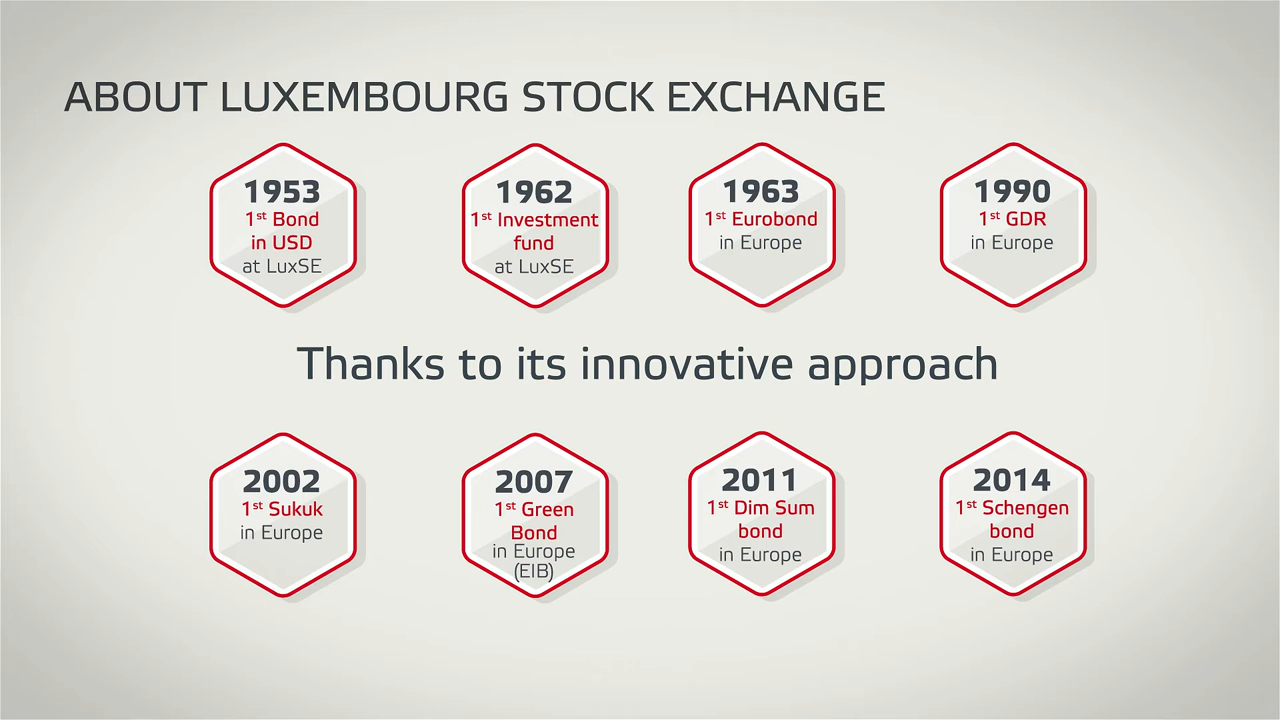 ABOUT LUXEMBOURG STOCK EXCHANGE
1953
1st Bond
in USD
at LuxSE
1962
1st Investment
fund
at LuxSE
1963
1st Eurobond
in Europe
1990
1st GDR
in Europe
Thanks to its innovative approach
2002
1st Sukuk
in Europe
2007
1st Green
Bond
in Europe
(EIB)
2011
1st Dim Sum
bond
in Europe
2014
1st Schengen
bond
in Europe